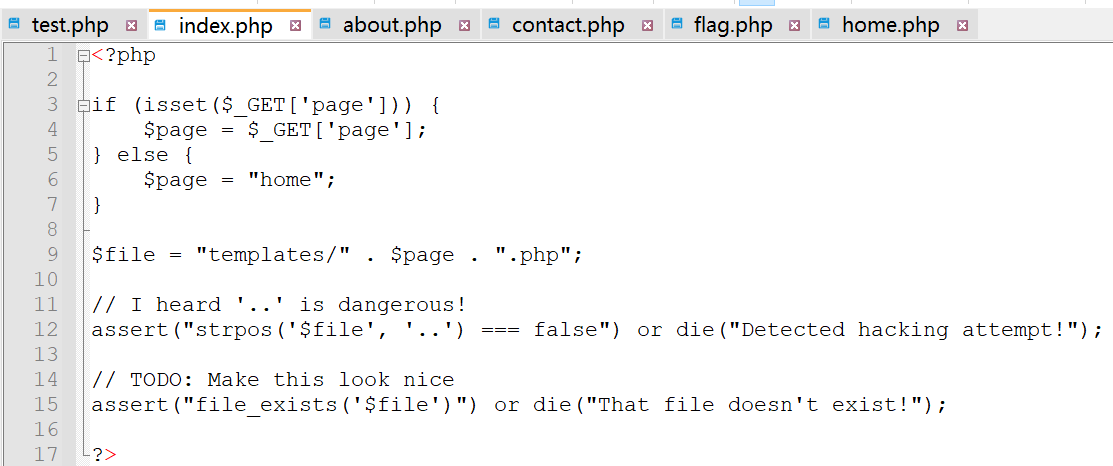 test.php index.php about.php contact.php flag.php home.php
1 <?php
2
3 if (isset($_GET['page'])) {
4 $page = $_GET['page'];
5 } else {
6 $page = "home";
7 }
8
9 $file = "templates/" . $page . ".php";
10
11 // I heard '..' is dangerous!
12 assert("strpos('$file', '..') === false") or die("Detected hacking attempt!");
13
14 // TODO: Make this look nice
15 assert("file_exists('$file')") or die("That file doesn't exist!");
16
17 ?>